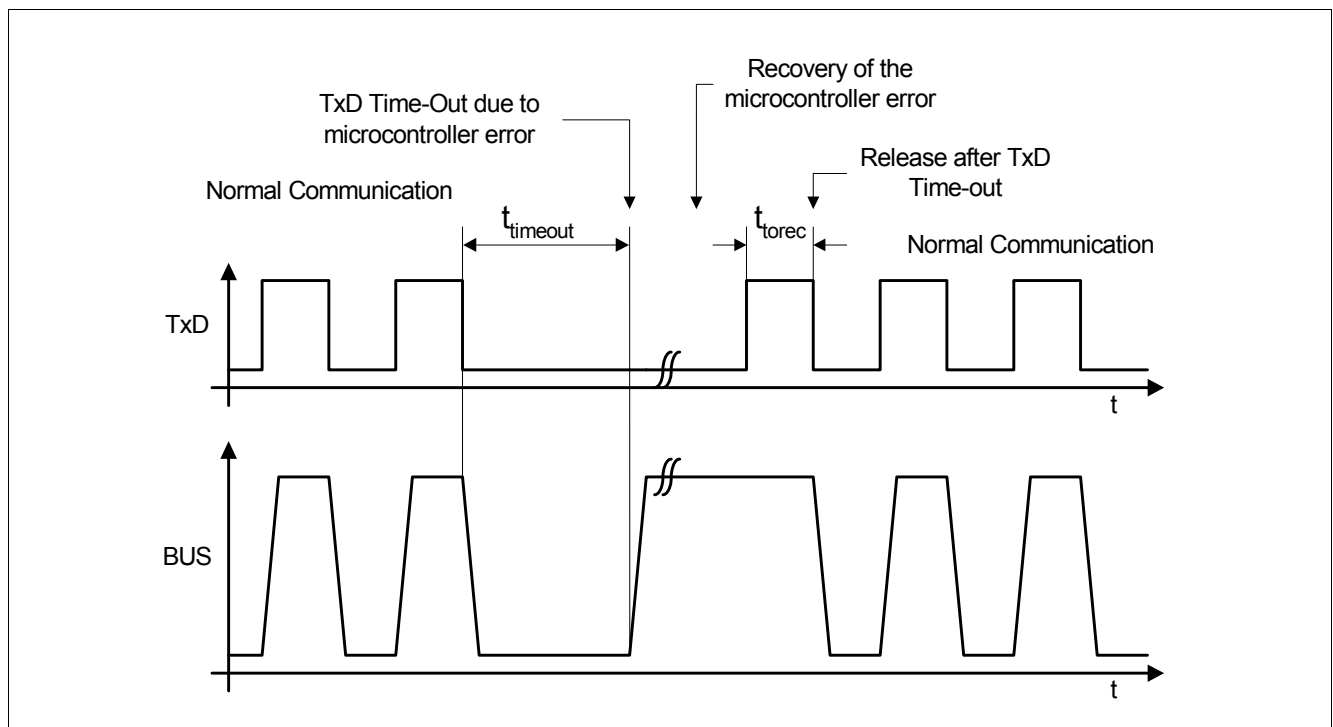 Recovery of the
microcontroller error
TxD Time-Out due to
microcontroller error
Release after TxD
Time-out
Normal Communication
ttimeout
ttorec
Normal Communication
TxD
t
BUS
t